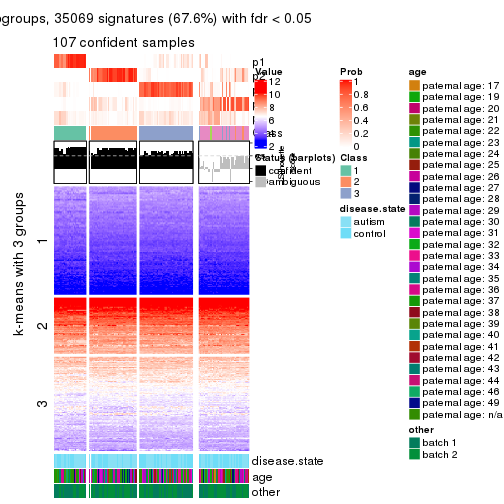 groups, 35069 signatures (67.6%) with fdr < 0.05
107 confident samples
p1
p2
Value
12
10
8
6
4
2
0
Prob
1
0.8
0.6
0.4
0.2
0
Status (barplots)
confident
ambiguous
Class
1
2
3
disease.state
autism
control
age
paternal age: 17
paternal age: 19
paternal age: 20
paternal age: 21
paternal age: 22
paternal age: 23
paternal age: 24
paternal age: 25
paternal age: 26
paternal age: 27
paternal age: 28
paternal age: 29
paternal age: 30
paternal age: 31
paternal age: 32
paternal age: 33
paternal age: 34
paternal age: 35
paternal age: 36
paternal age: 37
paternal age: 38
paternal age: 39
paternal age: 40
paternal age: 41
paternal age: 42
paternal age: 43
paternal age: 44
paternal age: 46
paternal age: 49
paternal age: n/a
other
batch 1
batch 2
k-means with 3 groups
1
2
3
disease.state
age
other